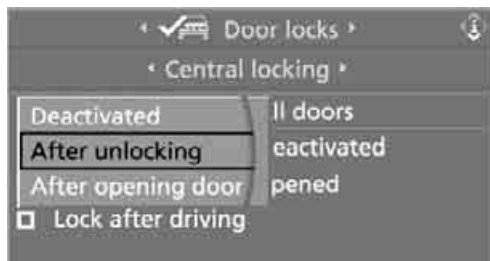 Door locks
Central locking
Deactivated ll doors
After unlocking eactivated
After opening door pened
Lock after driving